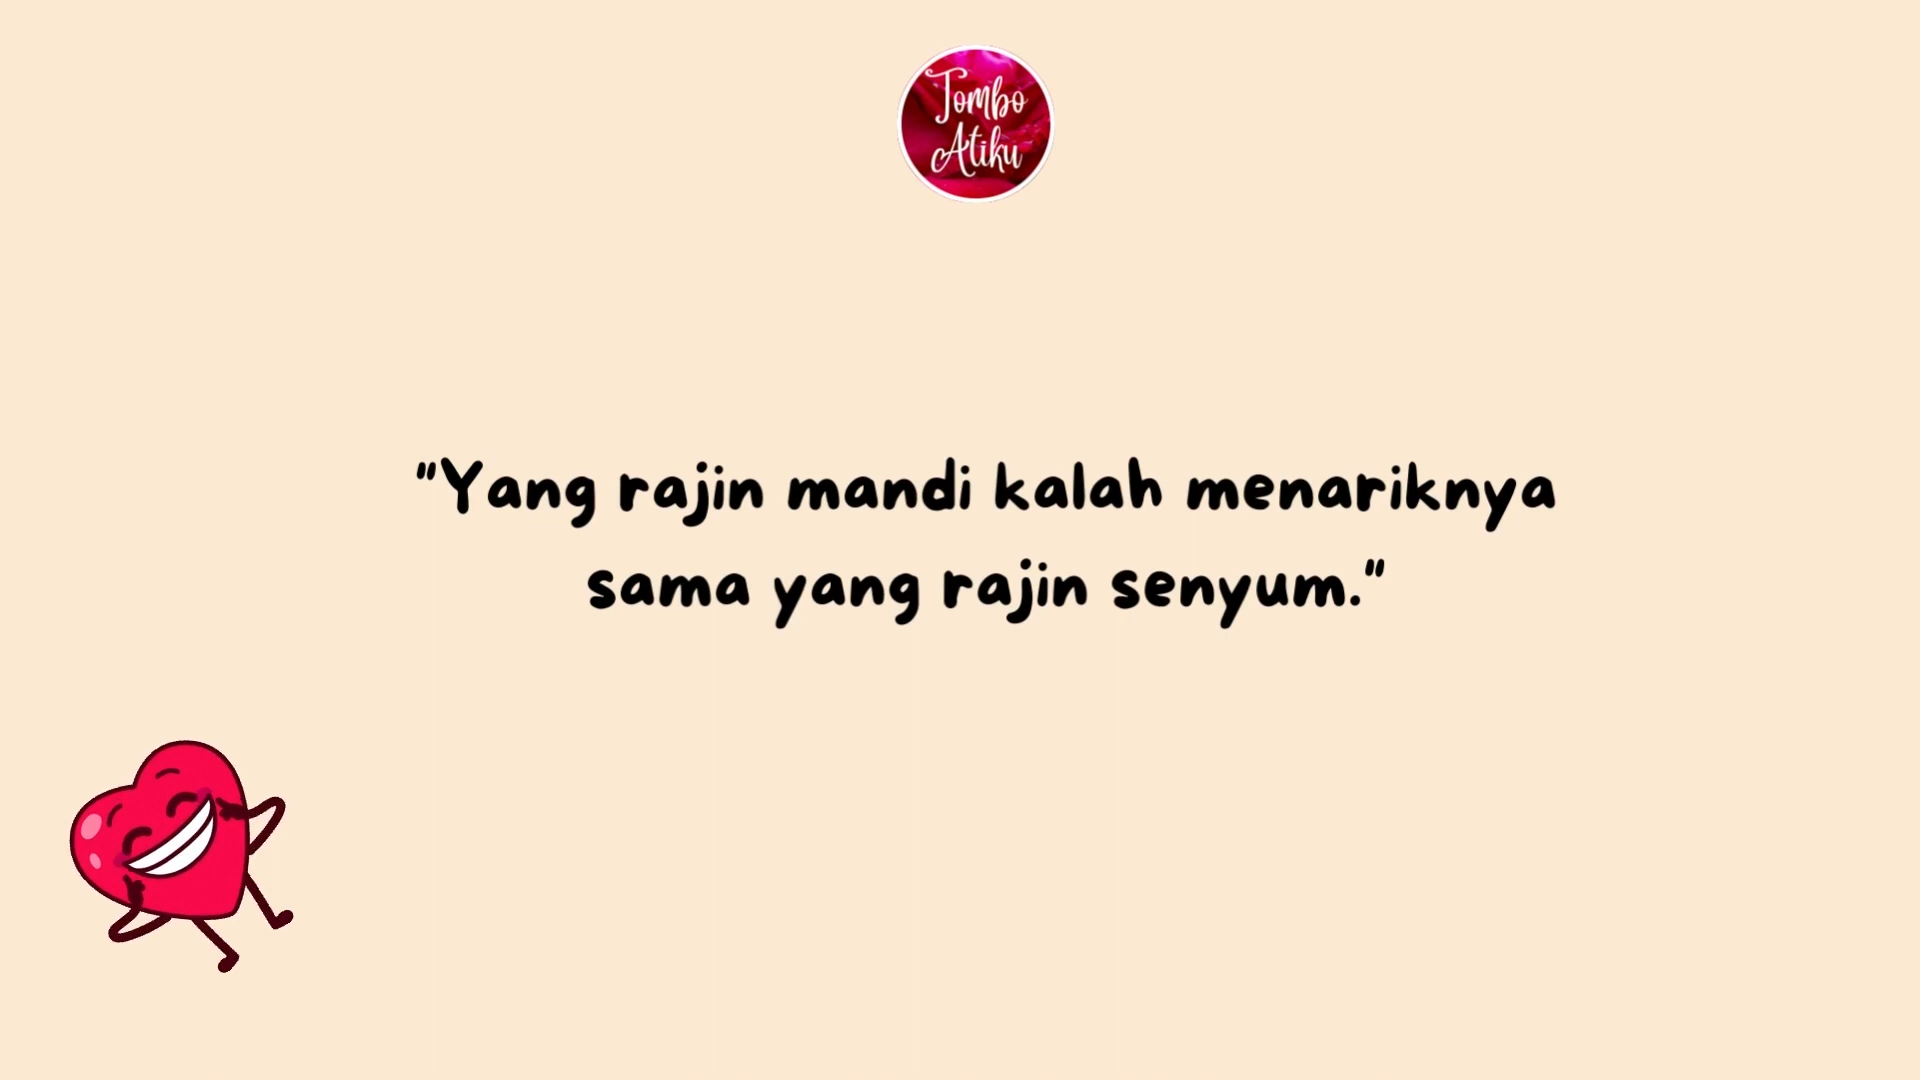 Tombo
Atiku
"Yang rajin mandi kalah menariknya
sama yang rajin senyum."